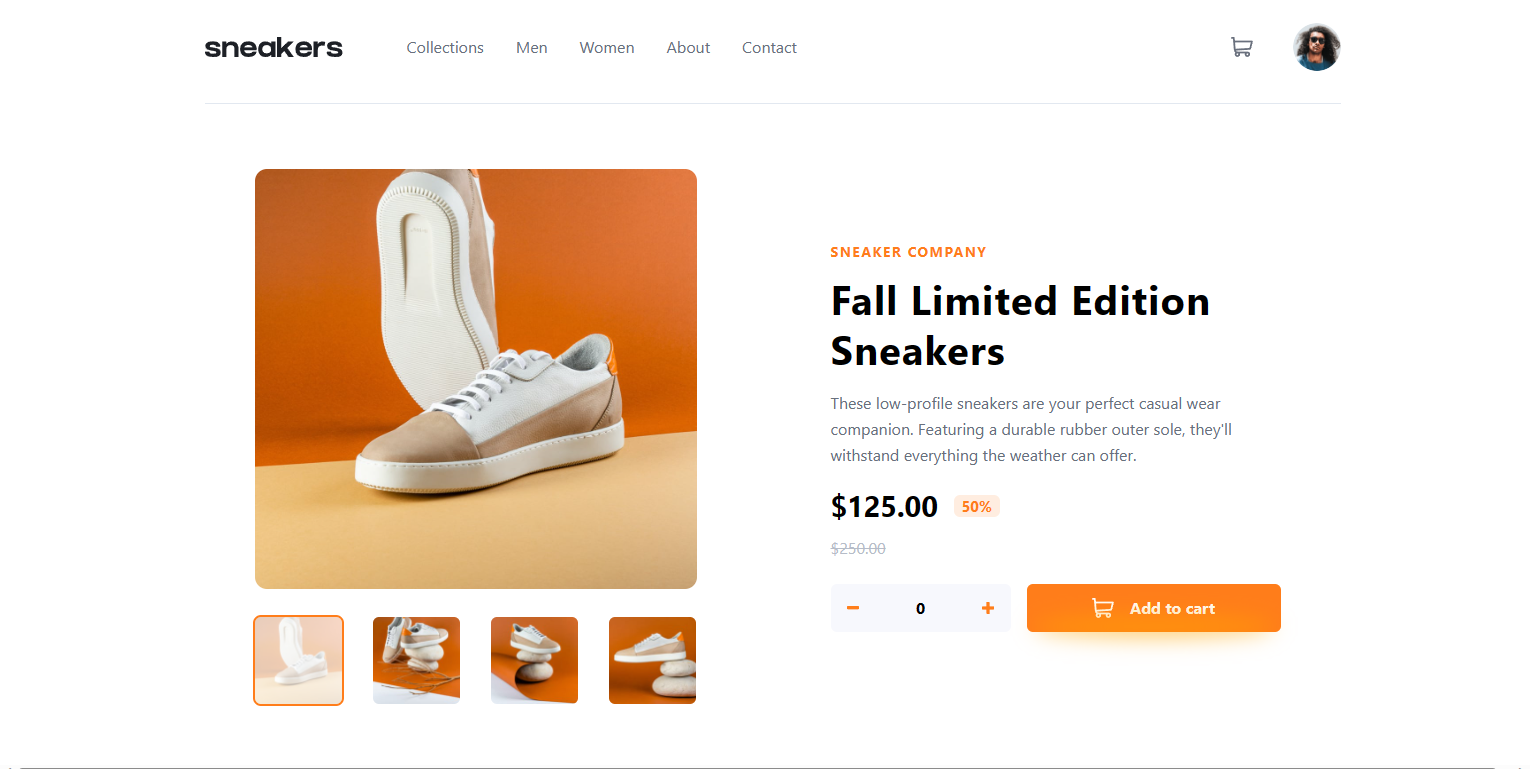 sneakers
Collections Men Women About Contact
SNEAKER COMPANY
Fall Limited Edition
Sneakers
These low-profile sneakers are your perfect casual wear
companion. Featuring a durable rubber outer sole, they'll
withstand everything the weather can offer.
$125.00 50%
$250.00
0 Add to cart